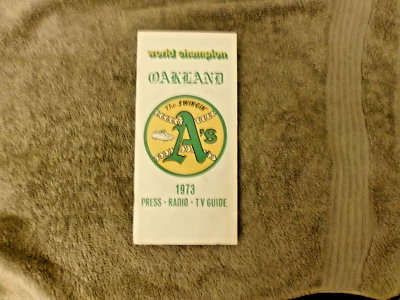 world champion
OAKLAND
The SWINGIN'
A's
1973
PRESS • RADIO • TV GUIDE